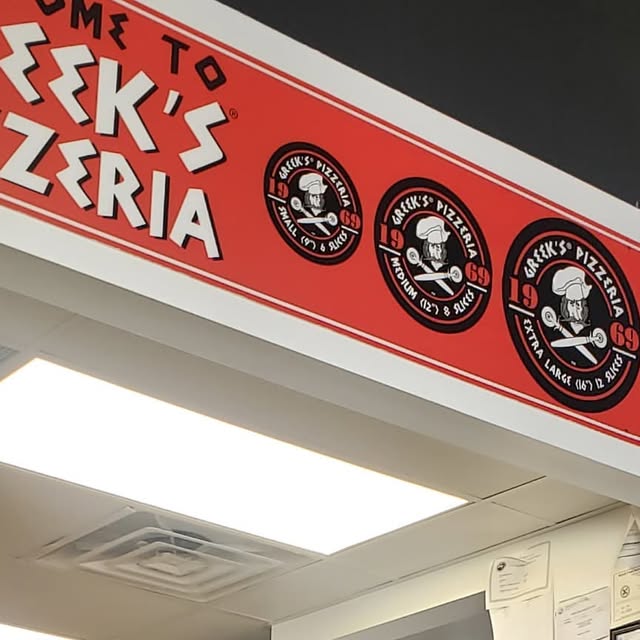 OME TO
EEK'S®
ZZERIA
GREEK'S® PIZZERIA
19 69
SMALL (9") 6 SLICES
GREEK'S® PIZZERIA
19 69
MEDIUM (12") 8 SLICES
GREEK'S® PIZZERIA
19 69
EXTRA LARGE (16") 12 SLICES